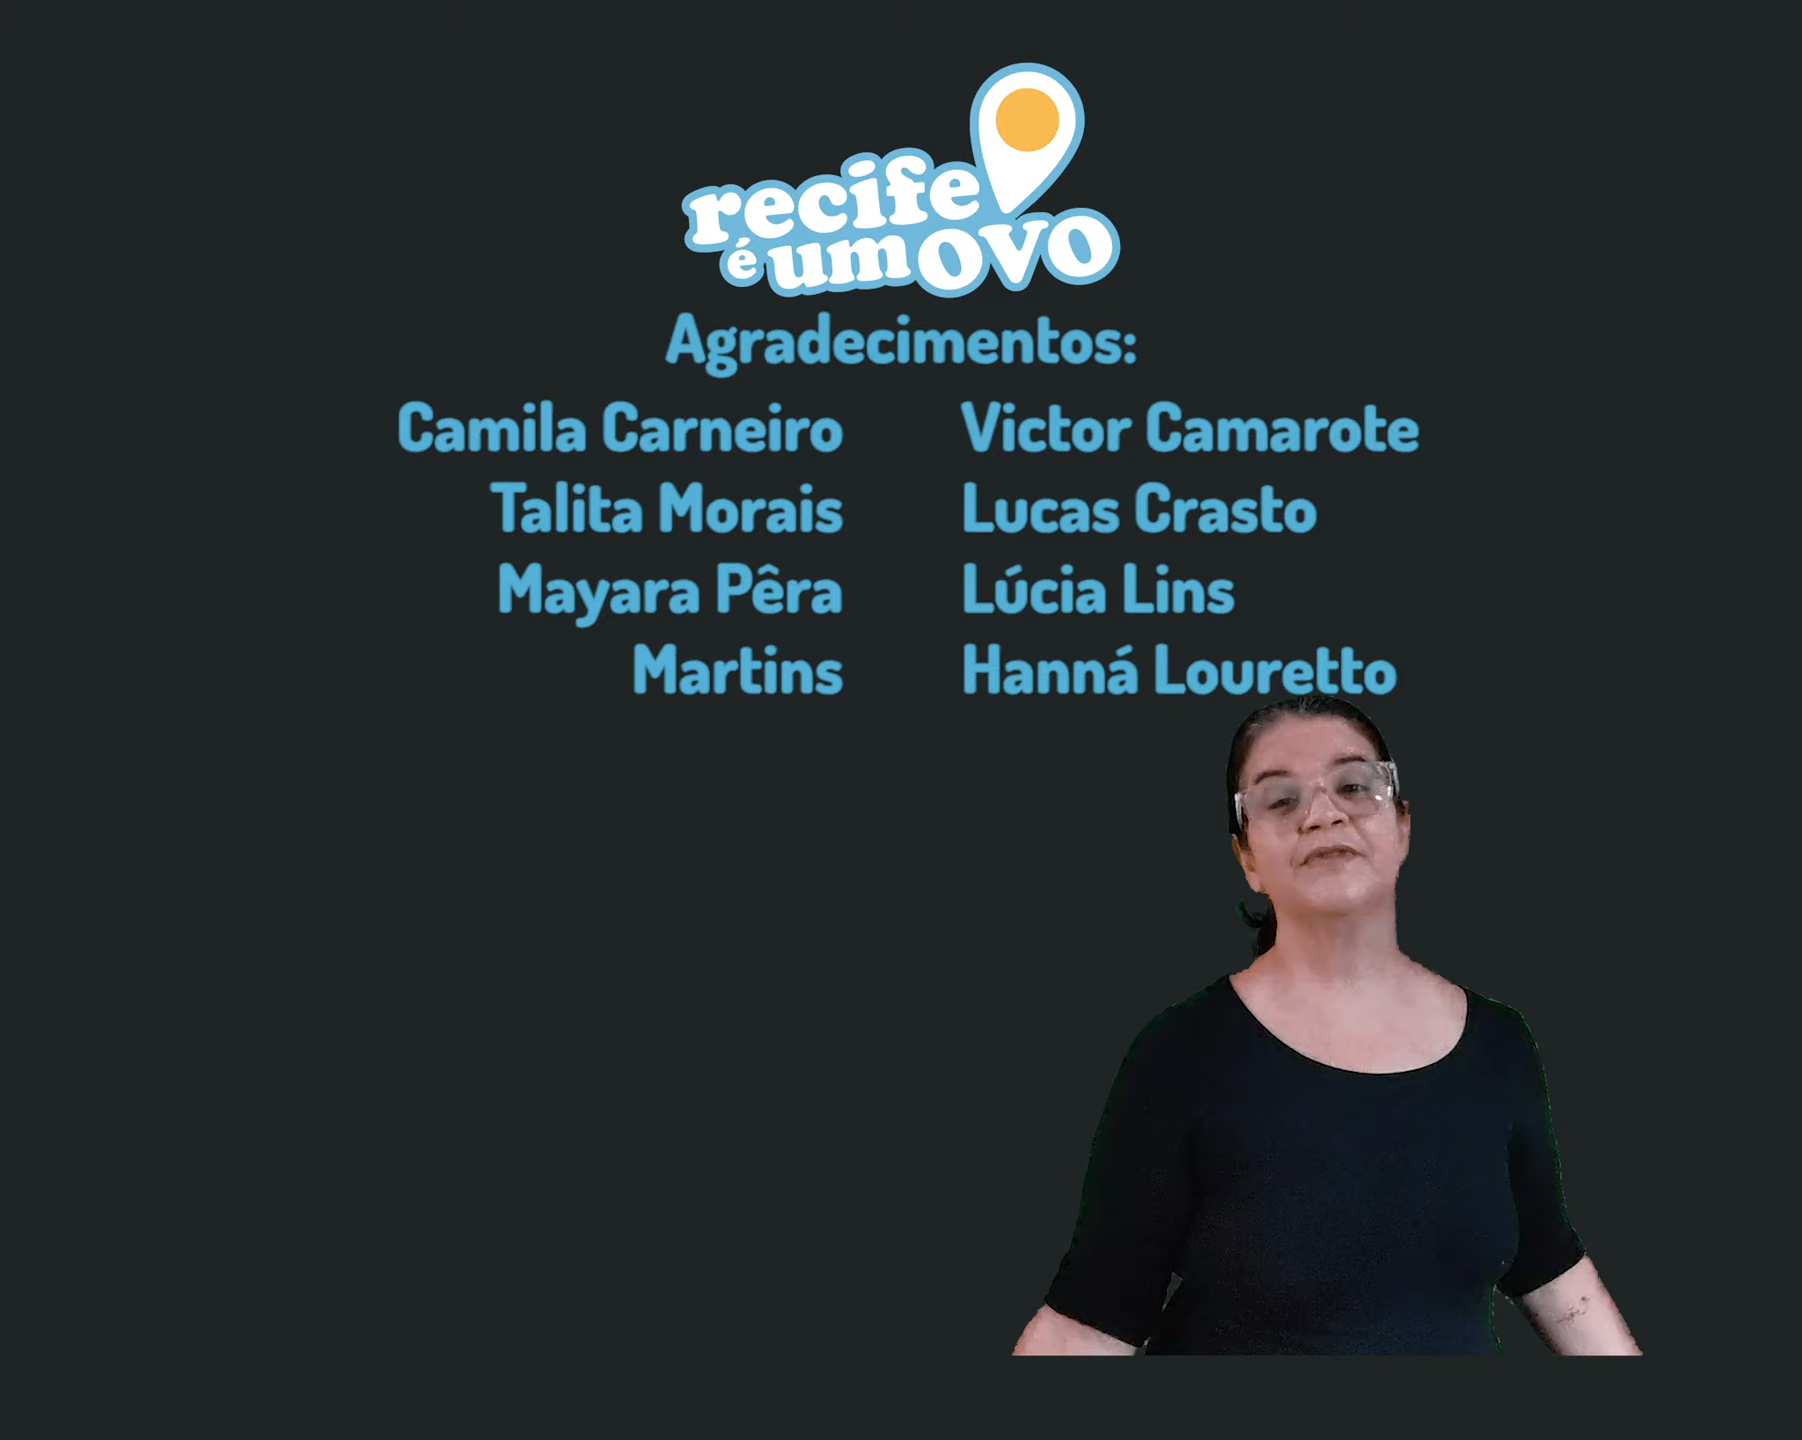 recife
é um ovo
Agradecimentos:
Camila Carneiro
Talita Morais
Mayara Pêra
Martins
Victor Camarote
Lucas Crasto
Lúcia Lins
Hanná Louretto